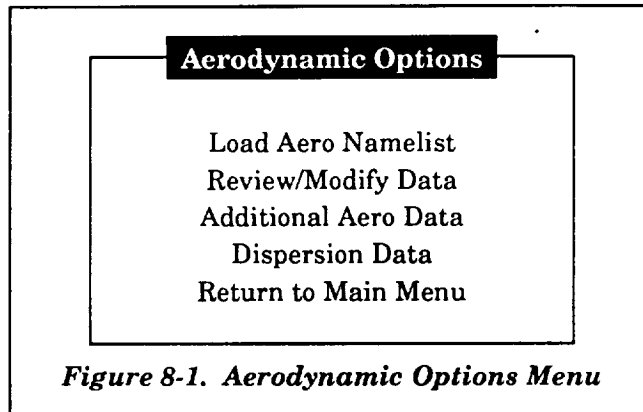 Aerodynamic Options
Load Aero Namelist
Review/Modify Data
Additional Aero Data
Dispersion Data
Return to Main Menu
Figure 8-1. Aerodynamic Options Menu